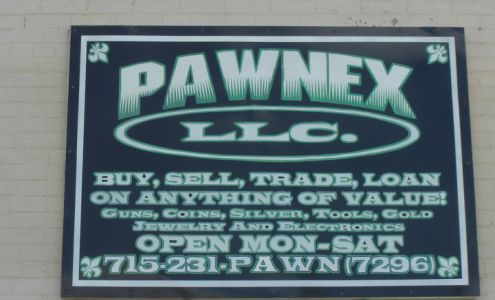 PAWNEX
LLC.
BUY, SELL, TRADE, LOAN
ON ANYTHING OF VALUE!
GUNS, COINS, SILVER, TOOLS, GOLD
JEWELRY AND ELECTRONICS
OPEN MON-SAT
715-231-PAWN (7296)